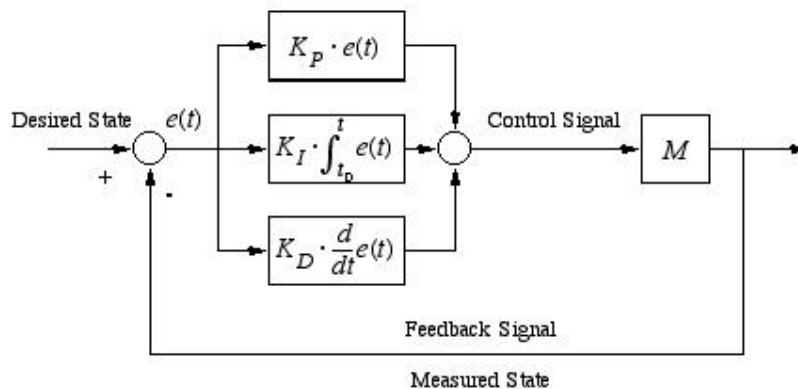 K_P · e(t)
Desired State
e(t)
K_I · ∫_{t_0}^{t} e(t)
Control Signal
M
+
-
K_D · d/dt e(t)
Feedback Signal
Measured State